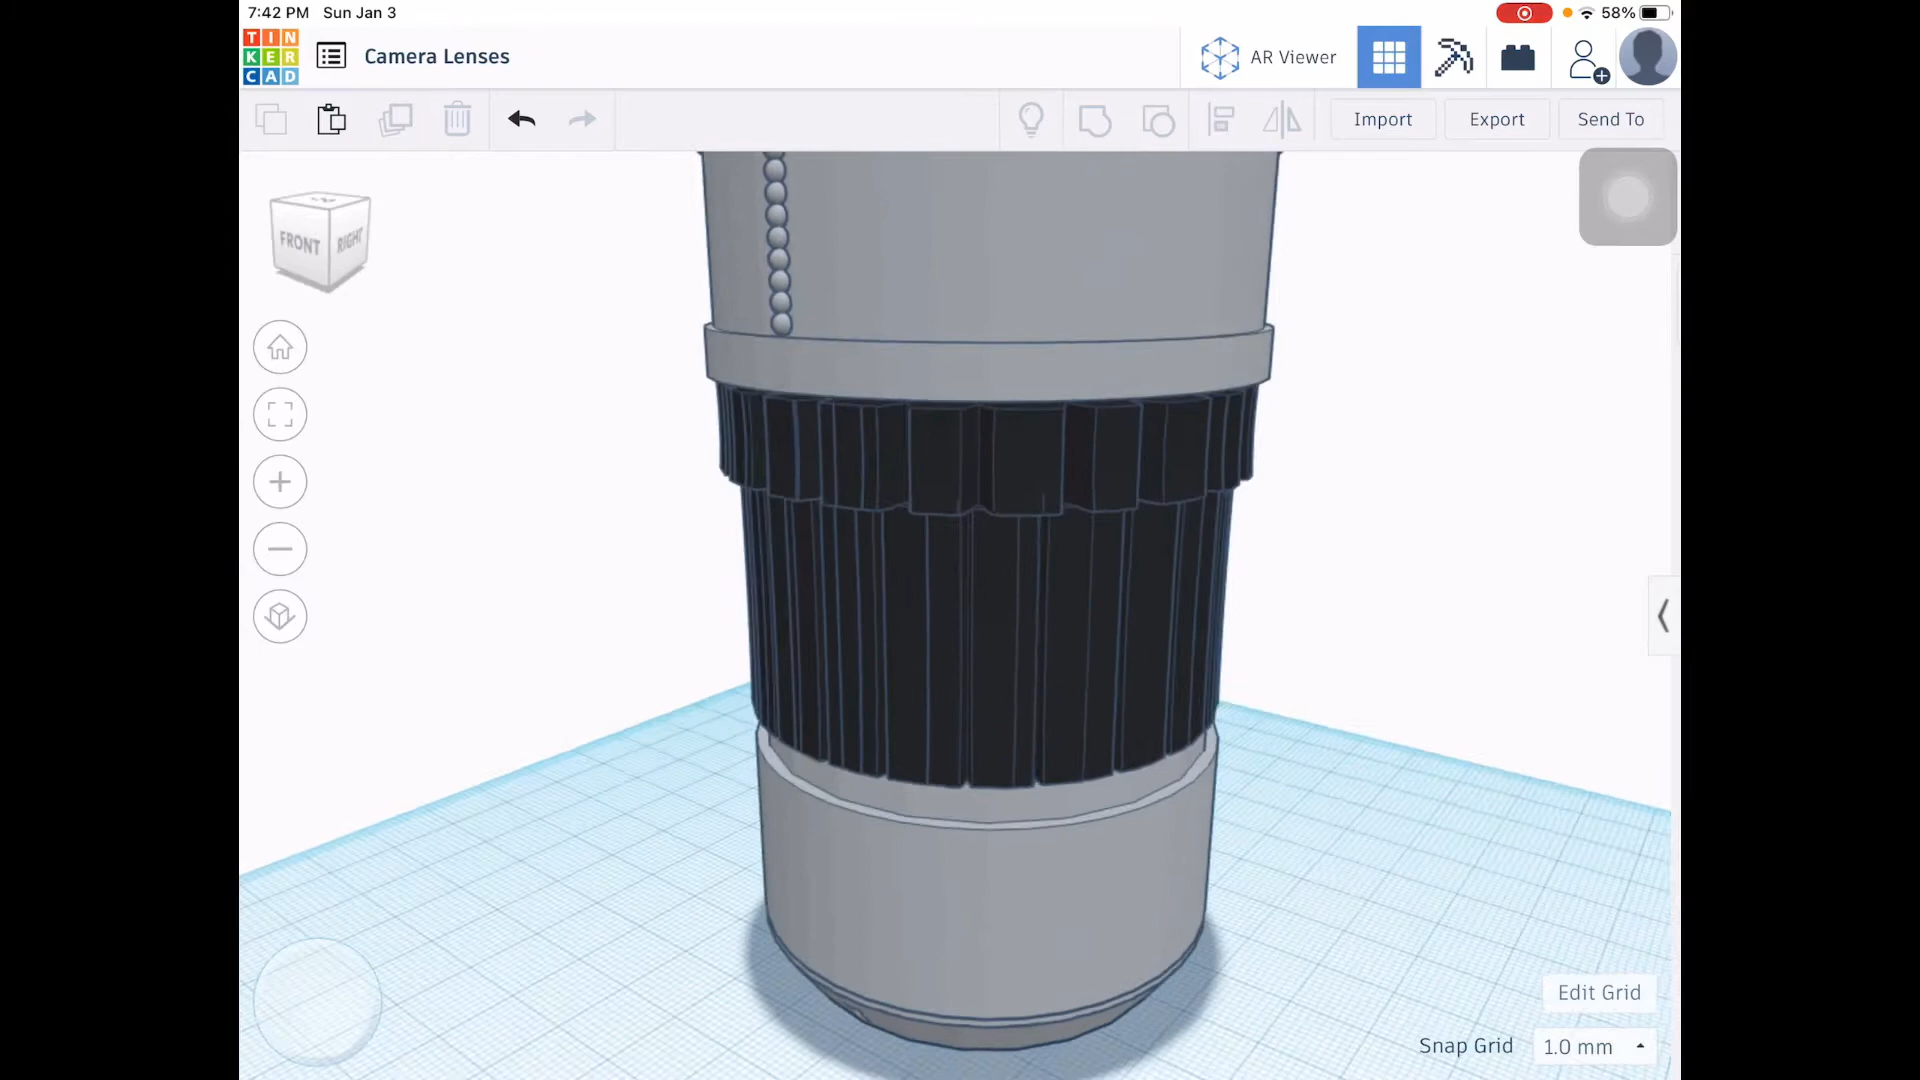 7:42 PM Sun Jan 3
58%
TIN
KER
CAD
Camera Lenses
AR Viewer
Import
Export
Send To
FRONT
RIGHT
Edit Grid
Snap Grid
1.0 mm